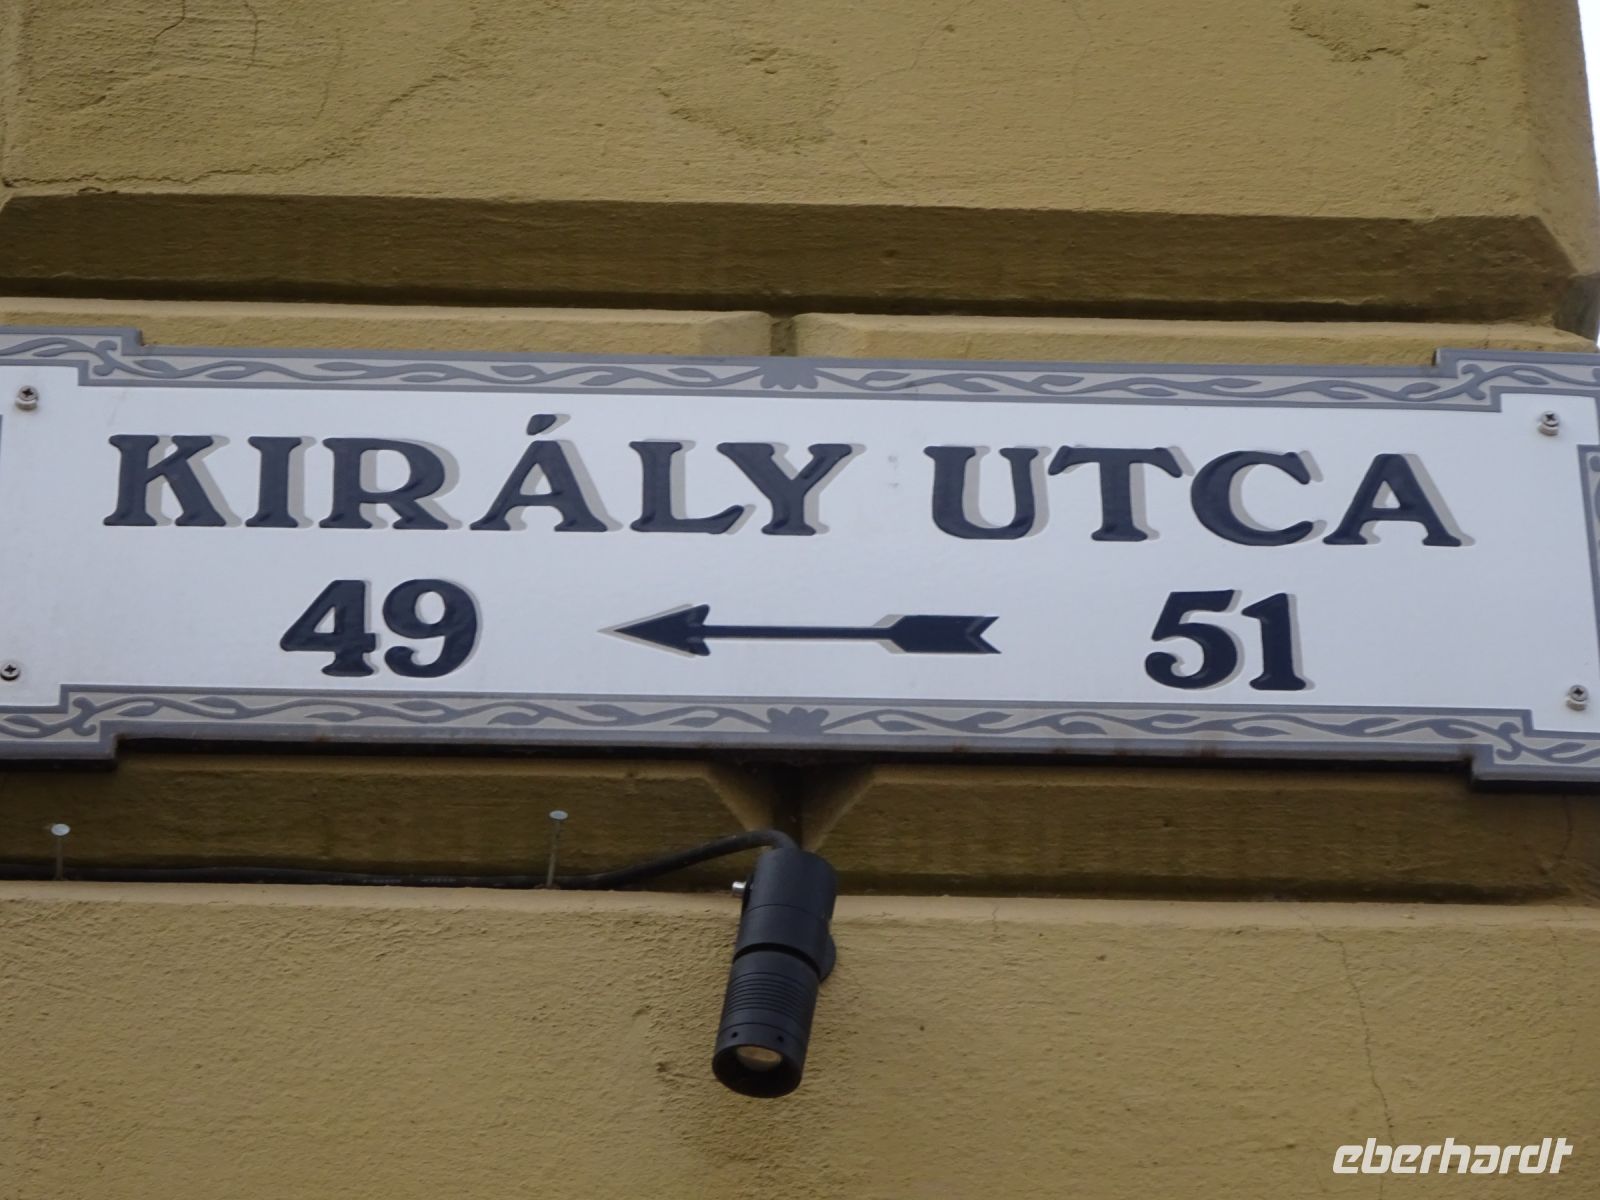 KIRÁLY UTCA
49 ← 51
eberhardt